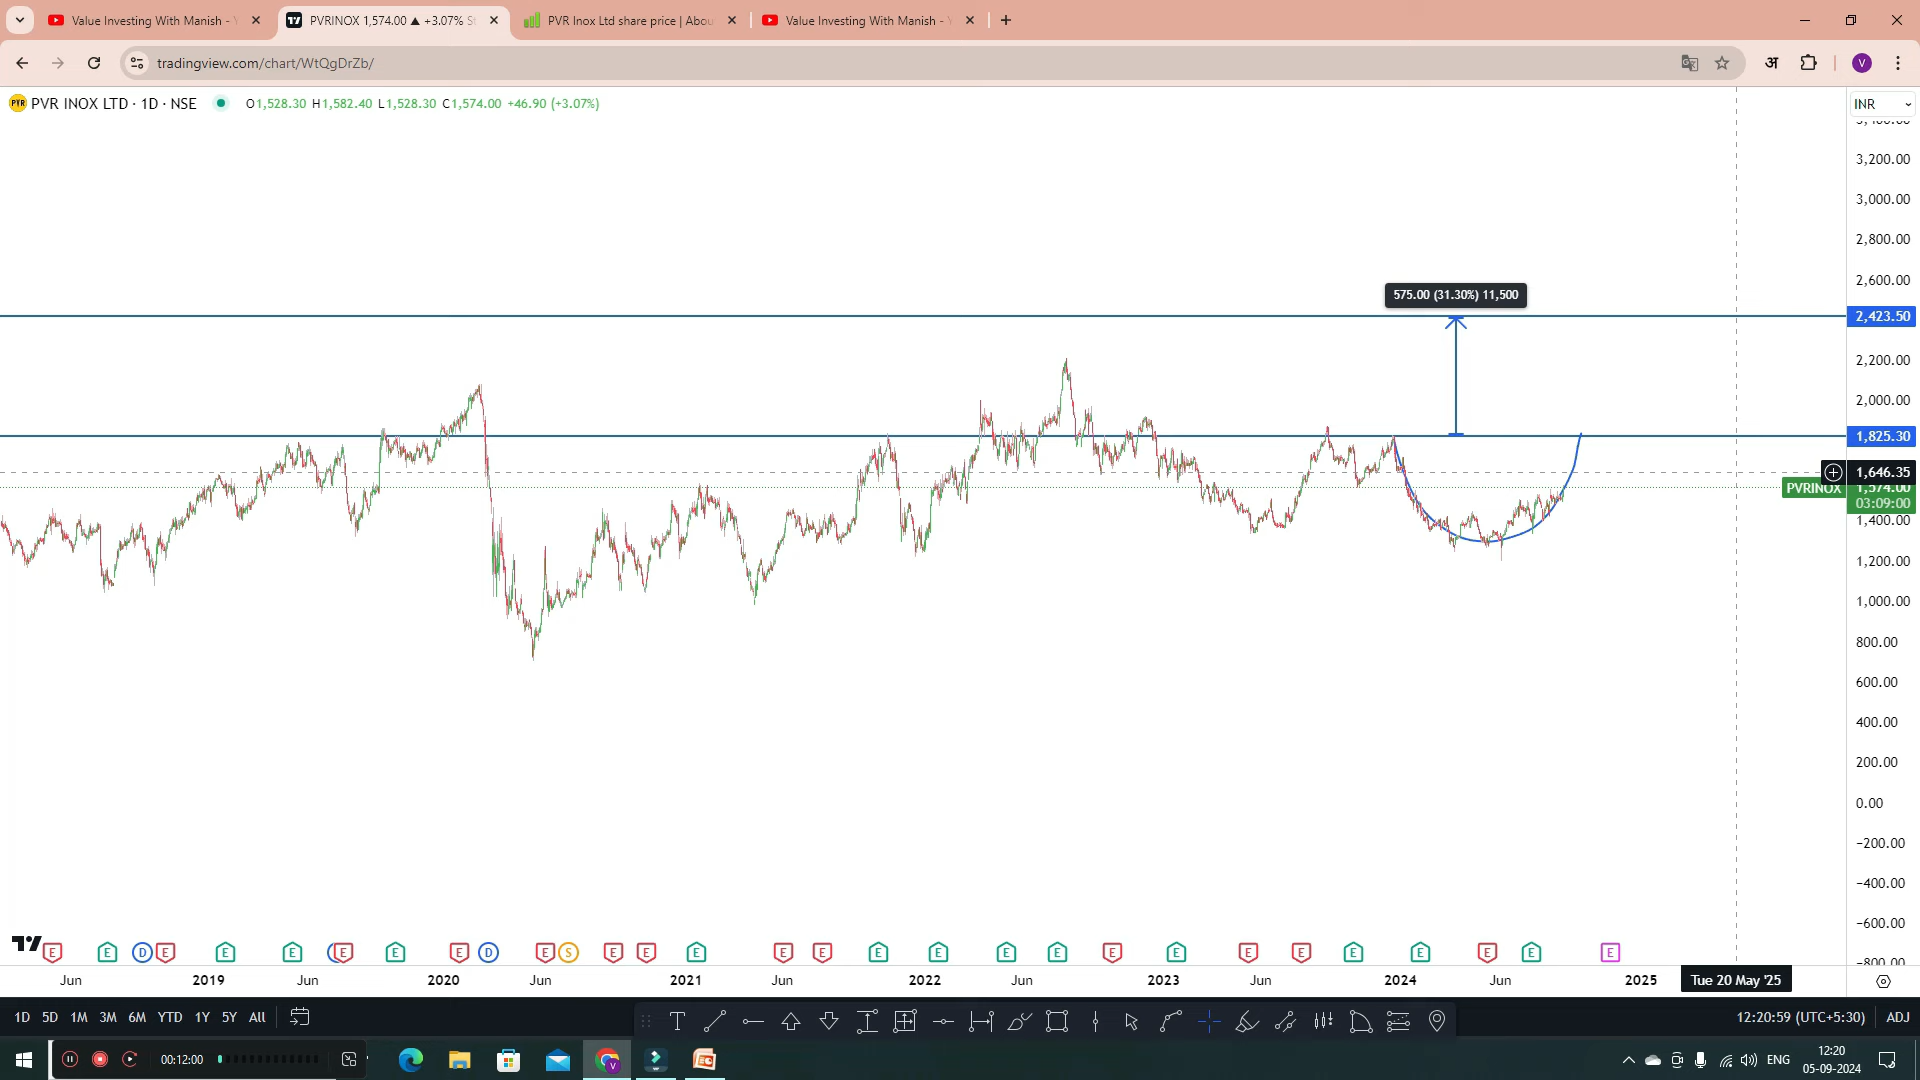 Value Investing With Manish -
PVRINOX 1,574.00 ▲ +3.07%
PVR Inox Ltd share price | Abou
Value Investing With Manish -
tradingview.com/chart/WtQgDrZb/
अ
V
PVR INOX LTD · 1D · NSE
O1,528.30 H1,582.40 L1,528.30 C1,574.00 +46.90 (+3.07%)
INR
3,200.00
3,000.00
2,800.00
2,600.00
575.00 (31.30%) 11,500
2,423.50
2,200.00
2,000.00
1,825.30
1,646.35
PVRINOX 1,574.00
03:09:00
1,400.00
1,200.00
1,000.00
800.00
600.00
400.00
200.00
0.00
−200.00
−400.00
−600.00
−800.00
E E D E E E E E E D E S E E E E E E E E E E E E E E E E E E
Jun 2019 Jun 2020 Jun 2021 Jun 2022 Jun 2023 Jun 2024 Jun 2025 Tue 20 May '25
1D 5D 1M 3M 6M YTD 1Y 5Y All
12:20:59 (UTC+5:30) ADJ
00:12:00
ENG
12:20
05-09-2024